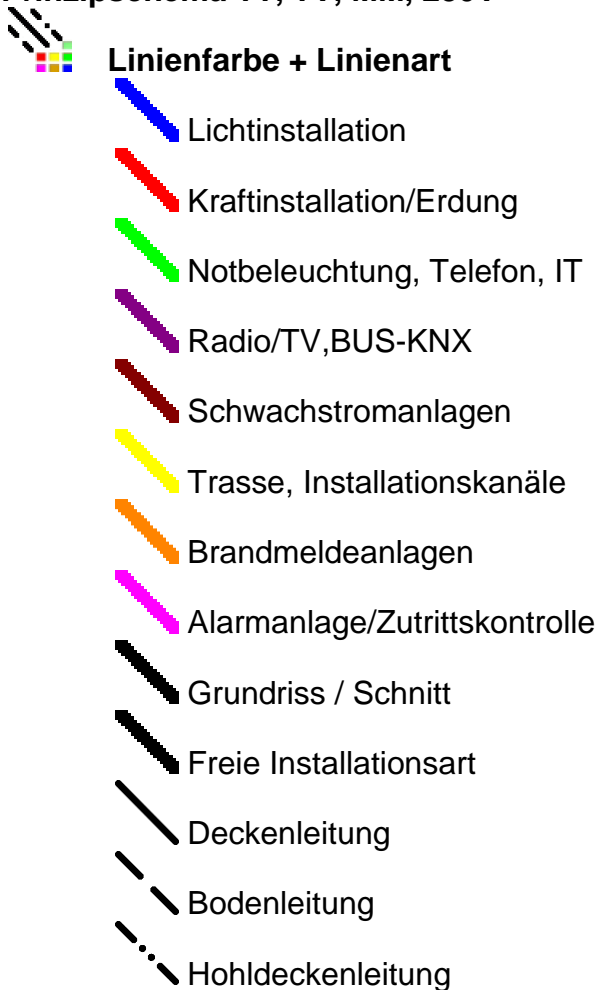 Linienfarbe + Linienart
Lichtinstallation
Kraftinstallation/Erdung
Notbeleuchtung, Telefon, IT
Radio/TV,BUS-KNX
Schwachstromanlagen
Trasse, Installationskanäle
Brandmeldeanlagen
Alarmanlage/Zutrittskontrolle
Grundriss / Schnitt
Freie Installationsart
Deckenleitung
Bodenleitung
Hohldeckenleitung